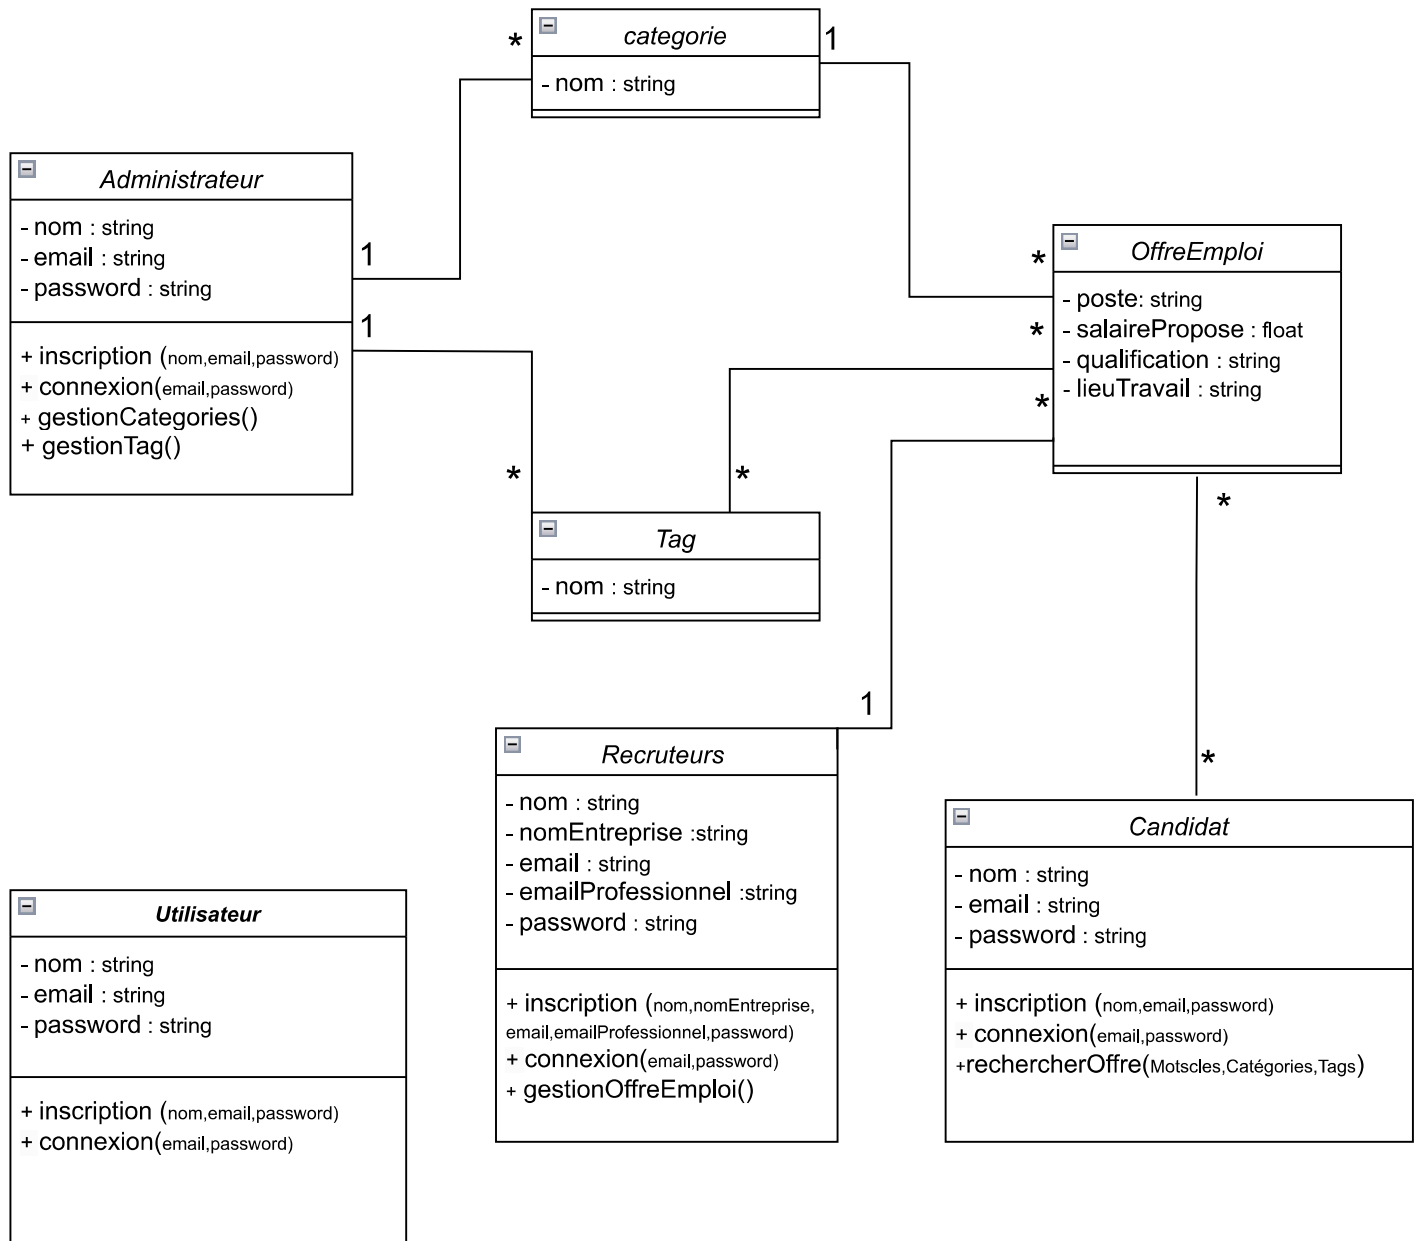 categorie
- nom : string
*
1
Administrateur
- nom : string
- email : string
- password : string
+ inscription (nom,email,password)
+ connexion(email,password)
+ gestionCategories()
+ gestionTag()
1
1
OffreEmploi
- poste: string
- salairePropose : float
- qualification : string
- lieuTravail : string
*
*
*
*
*
*
Tag
- nom : string
1
*
Recruteurs
- nom : string
- nomEntreprise :string
- email : string
- emailProfessionnel :string
- password : string
+ inscription (nom,nomEntreprise,
email,emailProfessionnel,password)
+ connexion(email,password)
+ gestionOffreEmploi()
Candidat
- nom : string
- email : string
- password : string
+ inscription (nom,email,password)
+ connexion(email,password)
+rechercherOffre(Motscles,Catégories,Tags)
Utilisateur
- nom : string
- email : string
- password : string
+ inscription (nom,email,password)
+ connexion(email,password)